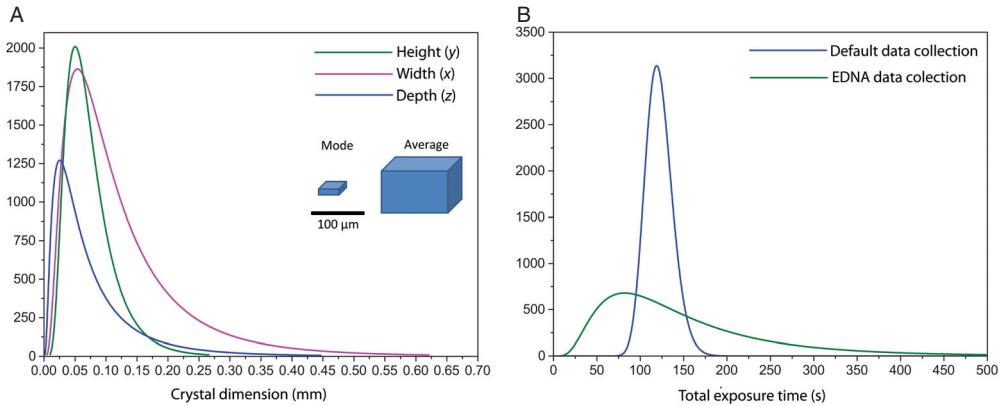 A
2000
1750
1500
1250
1000
750
500
250
0
0.00 0.05 0.10 0.15 0.20 0.25 0.30 0.35 0.40 0.45 0.50 0.55 0.60 0.65 0.70
Crystal dimension (mm)
Height (y)
Width (x)
Depth (z)
Mode Average
100 µm
B
3500
3000
2500
2000
1500
1000
500
0
0 50 100 150 200 250 300 350 400 450 500
Total exposure time (s)
Default data collection
EDNA data colection